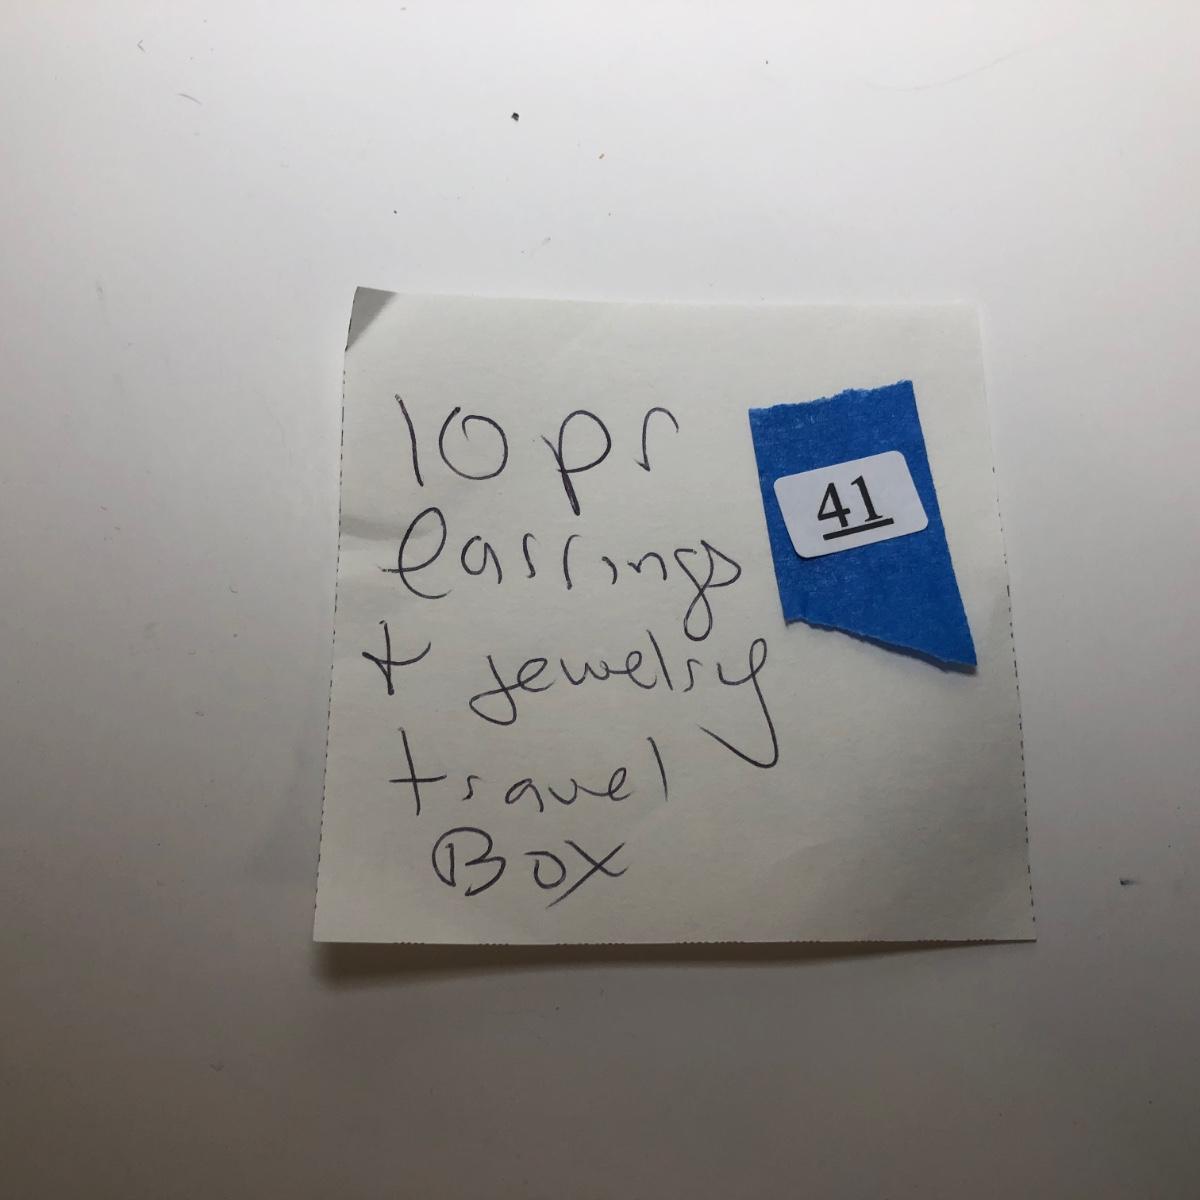 10 pr
earrings
+ jewelry
travel
Box
41